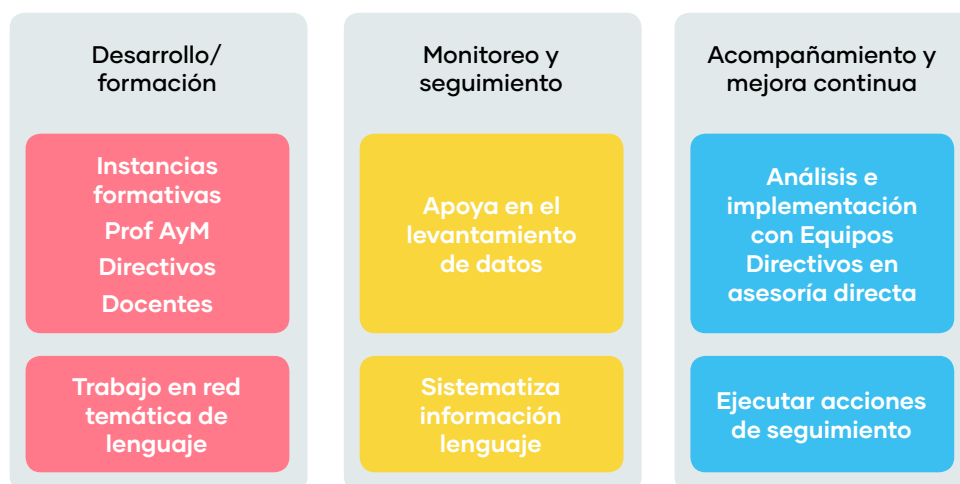 Desarrollo/
formación
Instancias
formativas
Prof AyM
Directivos
Docentes
Trabajo en red
temática de
lenguaje
Monitoreo y
seguimiento
Apoya en el
levantamiento
de datos
Sistematiza
información
lenguaje
Acompañamiento y
mejora continua
Análisis e
implementación
con Equipos
Directivos en
asesoría directa
Ejecutar acciones
de seguimiento